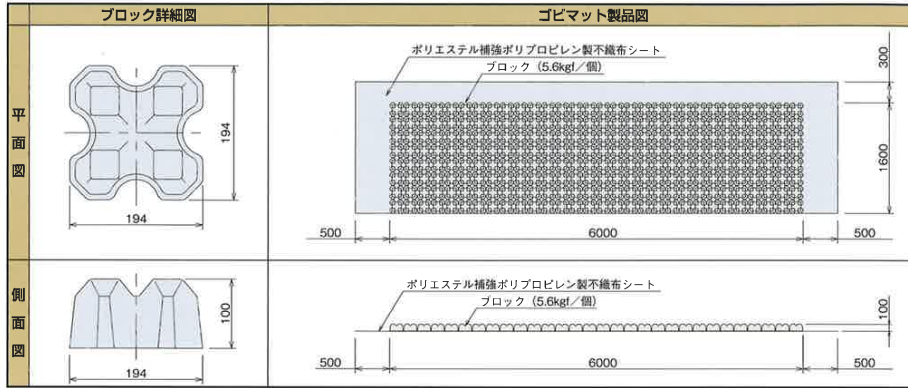 ブロック詳細図
ゴビマット製品図
平面図
194
194
ポリエステル補強ポリプロピレン製不織布シート
ブロック（5.6kgf／個）
300
1600
500
6000
500
側面図
100
194
ポリエステル補強ポリプロピレン製不織布シート
ブロック（5.6kgf／個）
100
500
6000
500